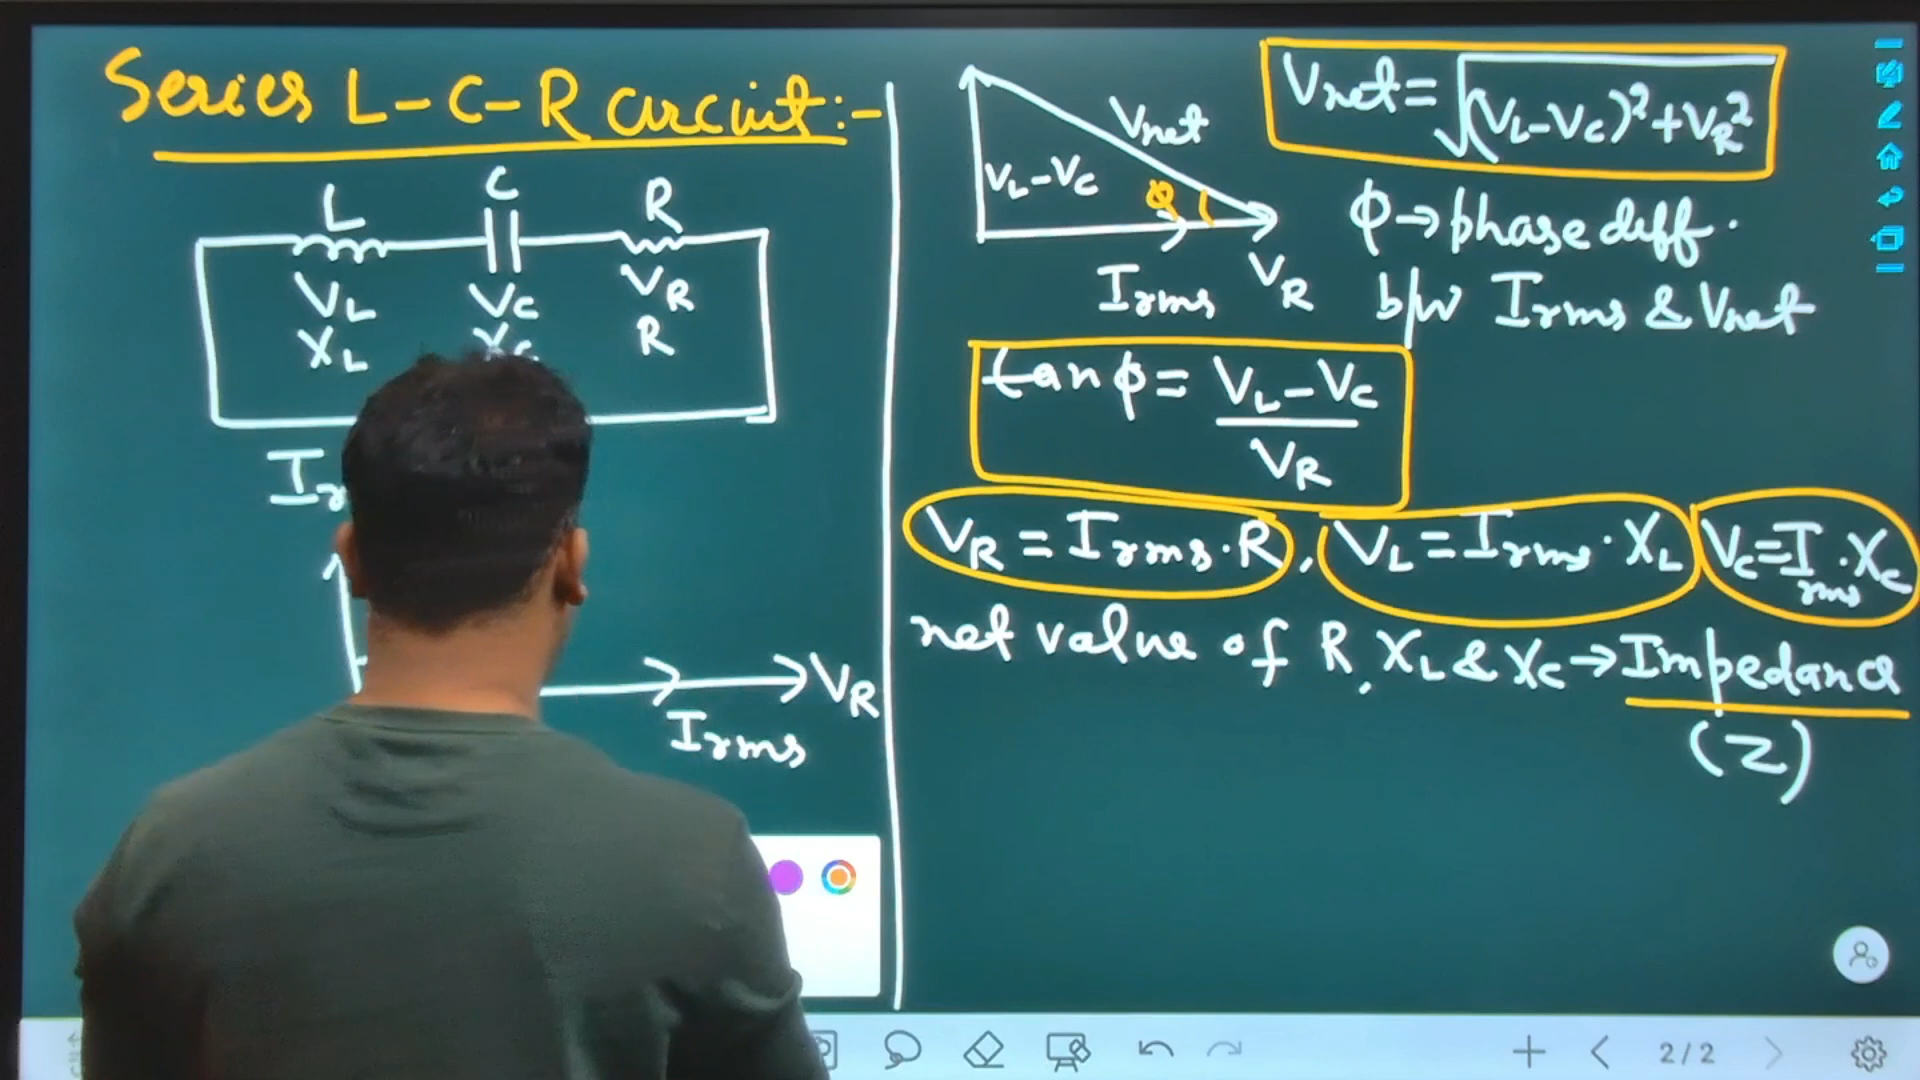 Series L-C-R circuit:-
L C R
VL VC VR
XL XC R
VR
Irms
Vnet
VL-VC
φ
Irms VR
Vnet = √(VL-VC)²+VR²
φ→phase diff.
b/w Irms & Vnet
tan φ = VL-VC
VR
VR = Irms·R, VL = Irms·XL VC=Irms·XC
net value of R, XL & XC → Impedance
(Z)
2/2